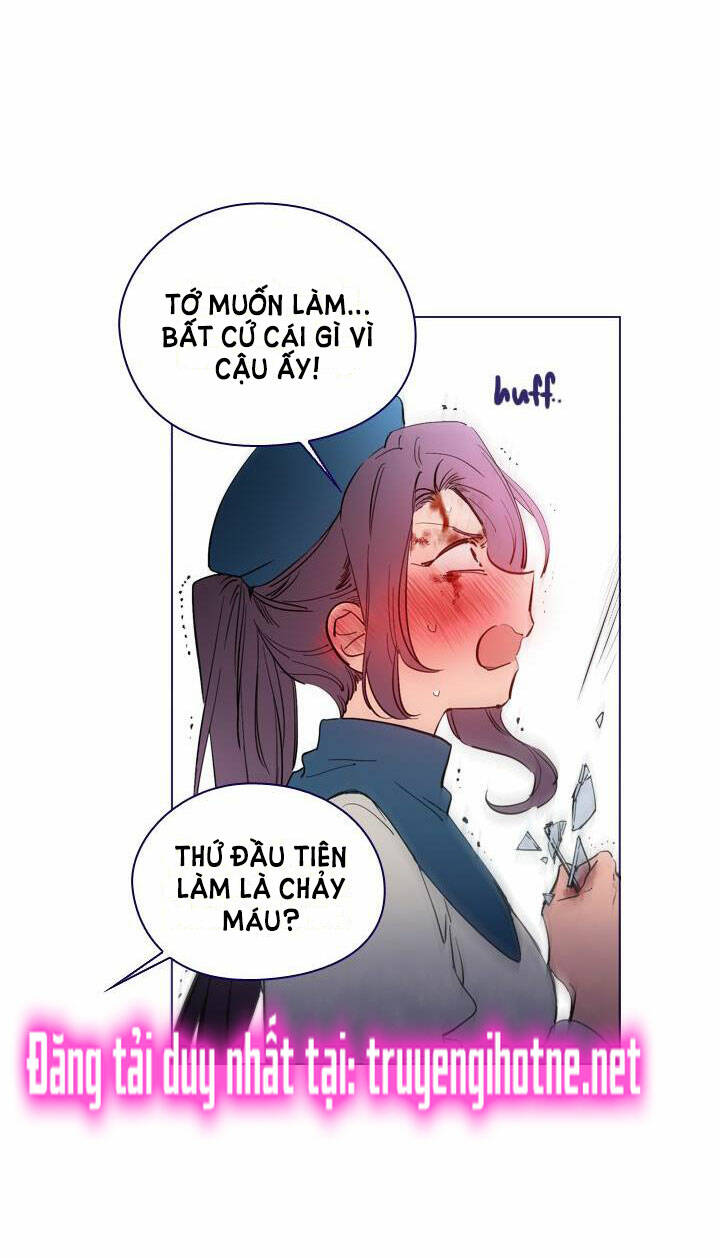 TỚ MUỐN LÀM...
BẤT CỨ CÁI GÌ VÌ
CẬU ẤY!
huff..
THỨ ĐẦU TIÊN
LÀM LÀ CHẢY
MÁU?
Đăng tải duy nhất tại: truyengihotne.net